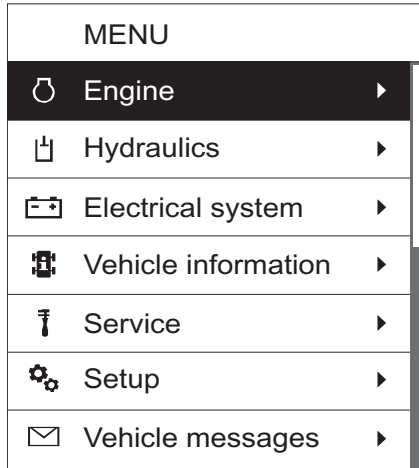 MENU
Engine
Hydraulics
Electrical system
Vehicle information
Service
Setup
Vehicle messages